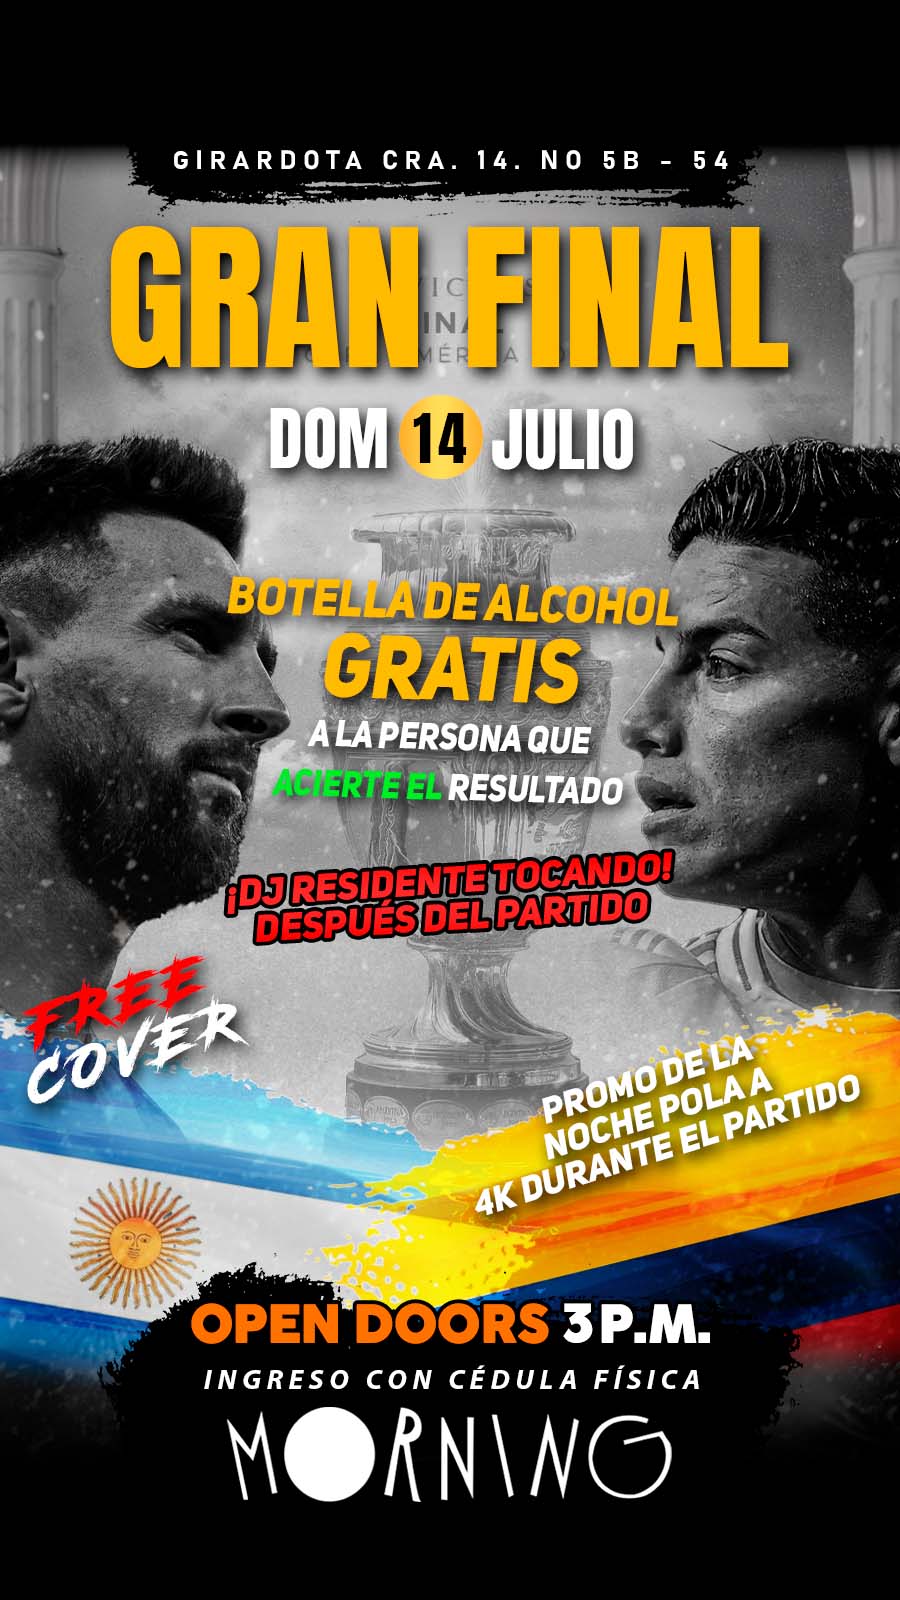 GIRARDOTA CRA. 14. NO 5B - 54
GRAN FINAL
DOM 14 JULIO
BOTELLA DE ALCOHOL
GRATIS
A LA PERSONA QUE
ACIERTE EL RESULTADO
¡DJ RESIDENTE TOCANDO!
DESPUÉS DEL PARTIDO
FREE
COVER
PROMO DE LA
NOCHE POLA A
4K DURANTE EL PARTIDO
OPEN DOORS 3 P.M.
INGRESO CON CÉDULA FÍSICA
MORNING